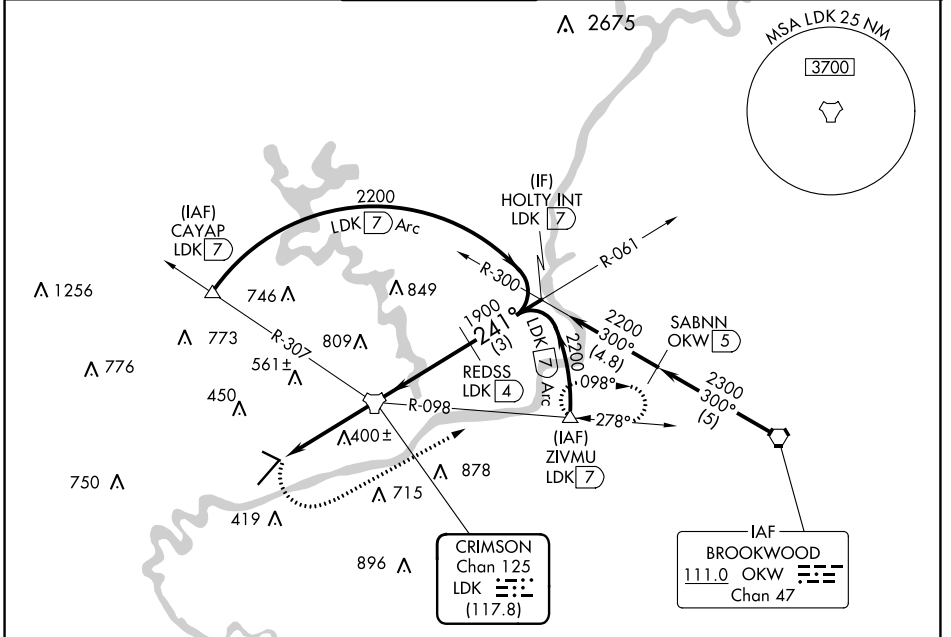 2675
MSA LDK 25 NM
3700
(IAF)
CAYAP
LDK 7
2200
LDK 7 Arc
(IF)
HOLTY INT
LDK 7
R-300
R-061
1256
746
849
773
R-307
809
776
561±
450
1900
241°
(3)
REDSS
LDK 4
2200
LDK 7 Arc
2200
300°
(4.8)
SABNN
OKW 5
2300
300°
(5)
098°
278°
R-098
(IAF)
ZIVMU
LDK 7
400±
878
750
715
419
896
CRIMSON
Chan 125
LDK
(117.8)
IAF
BROOKWOOD
111.0 OKW
Chan 47